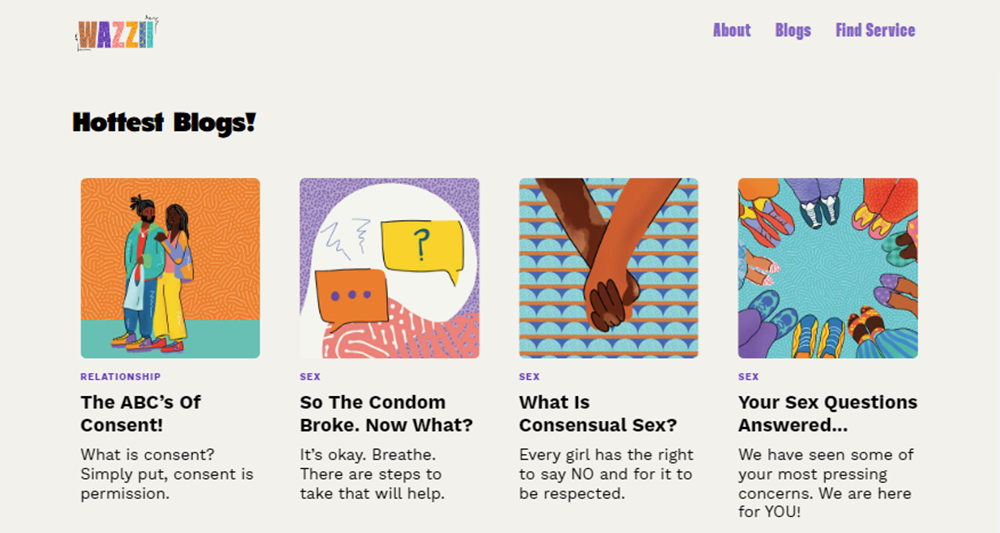 WAZZII
About Blogs Find Service
Hottest Blogs!
RELATIONSHIP
The ABC’s Of
Consent!
What is consent?
Simply put, consent is
permission.
?
SEX
So The Condom
Broke. Now What?
It’s okay. Breathe.
There are steps to
take that will help.
SEX
What Is
Consensual Sex?
Every girl has the right
to say NO and for it to
be respected.
SEX
Your Sex Questions
Answered...
We have seen some of
your most pressing
concerns. We are here
for YOU!